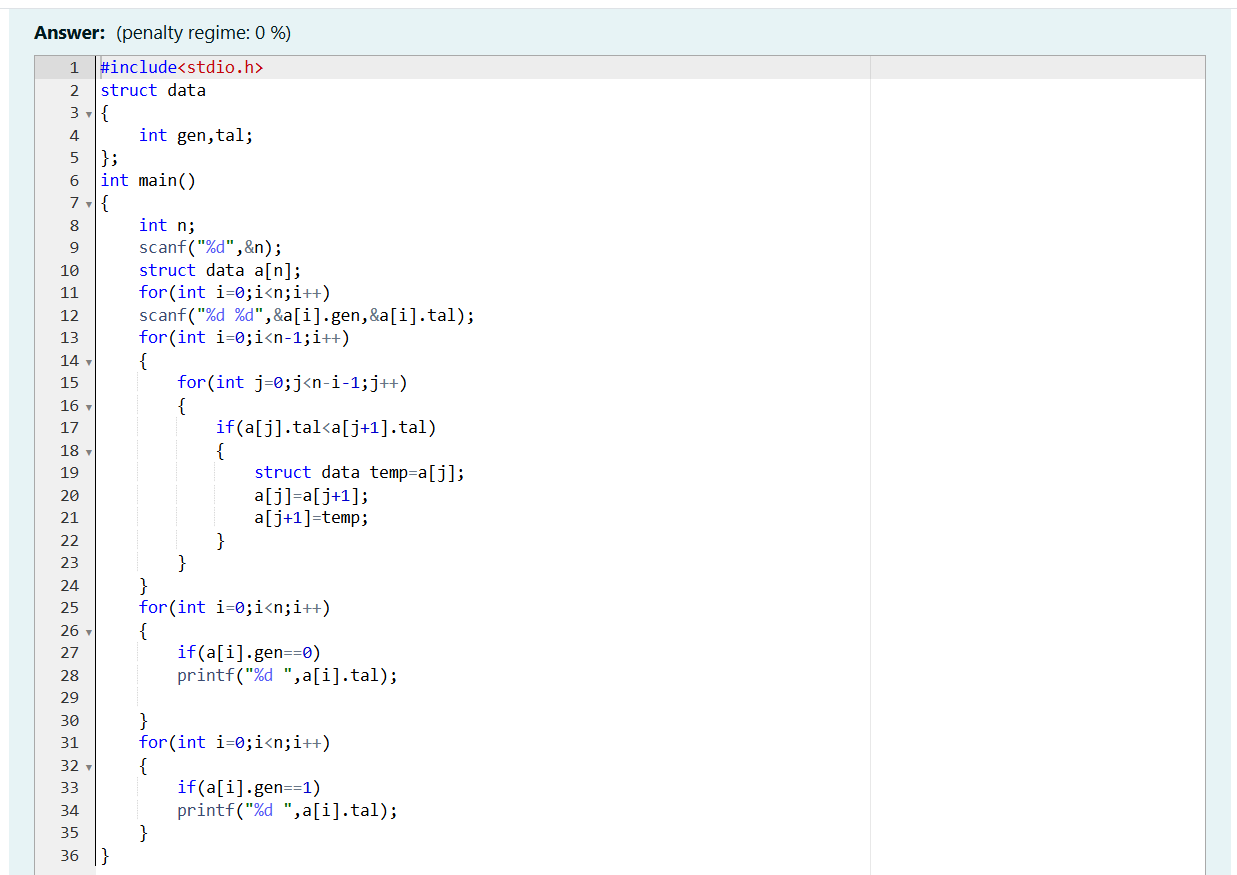 Answer: (penalty regime: 0 %)
1 #include<stdio.h>
2 struct data
3 {
4     int gen,tal;
5 };
6 int main()
7 {
8     int n;
9     scanf("%d",&n);
10     struct data a[n];
11     for(int i=0;i<n;i++)
12     scanf("%d %d",&a[i].gen,&a[i].tal);
13     for(int i=0;i<n-1;i++)
14     {
15         for(int j=0;j<n-i-1;j++)
16         {
17             if(a[j].tal<a[j+1].tal)
18             {
19                 struct data temp=a[j];
20                 a[j]=a[j+1];
21                 a[j+1]=temp;
22             }
23         }
24     }
25     for(int i=0;i<n;i++)
26     {
27         if(a[i].gen==0)
28         printf("%d ",a[i].tal);
29
30     }
31     for(int i=0;i<n;i++)
32     {
33         if(a[i].gen==1)
34         printf("%d ",a[i].tal);
35     }
36 }